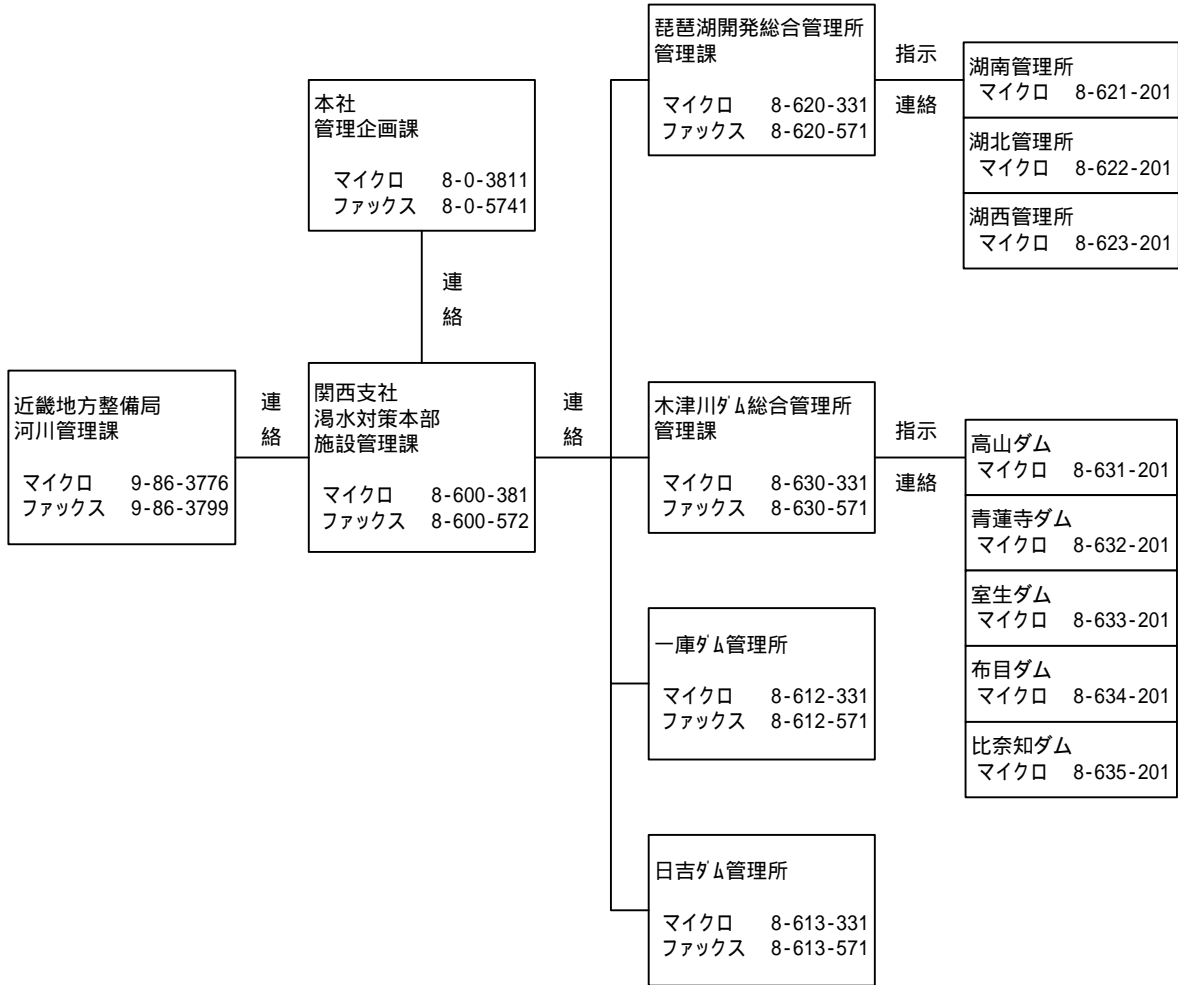 本社
管理企画課
マイクロ 8-0-3811
ファックス 8-0-5741
連
絡
近畿地方整備局
河川管理課
マイクロ 9-86-3776
ファックス 9-86-3799
連
絡
関西支社
渇水対策本部
施設管理課
マイクロ 8-600-381
ファックス 8-600-572
連
絡
琵琶湖開発総合管理所
管理課
マイクロ 8-620-331
ファックス 8-620-571
指示
連絡
湖南管理所
マイクロ 8-621-201
湖北管理所
マイクロ 8-622-201
湖西管理所
マイクロ 8-623-201
木津川ダム総合管理所
管理課
マイクロ 8-630-331
ファックス 8-630-571
指示
連絡
高山ダム
マイクロ 8-631-201
青蓮寺ダム
マイクロ 8-632-201
室生ダム
マイクロ 8-633-201
布目ダム
マイクロ 8-634-201
比奈知ダム
マイクロ 8-635-201
一庫ダム管理所
マイクロ 8-612-331
ファックス 8-612-571
日吉ダム管理所
マイクロ 8-613-331
ファックス 8-613-571